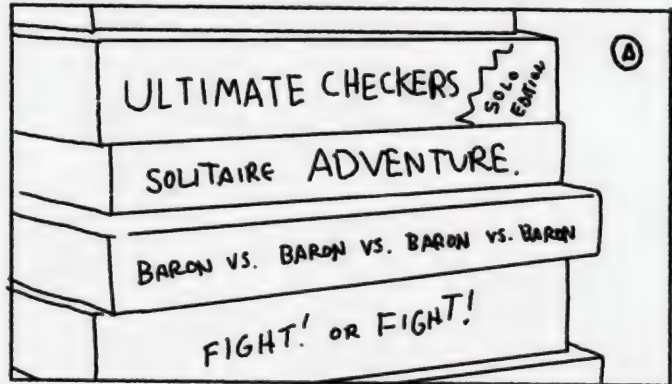 ULTIMATE CHECKERS
SOLO
EDITION
A
SOLITAIRE ADVENTURE.
BARON VS. BARON VS. BARON VS. BARON
FIGHT! OR FIGHT!